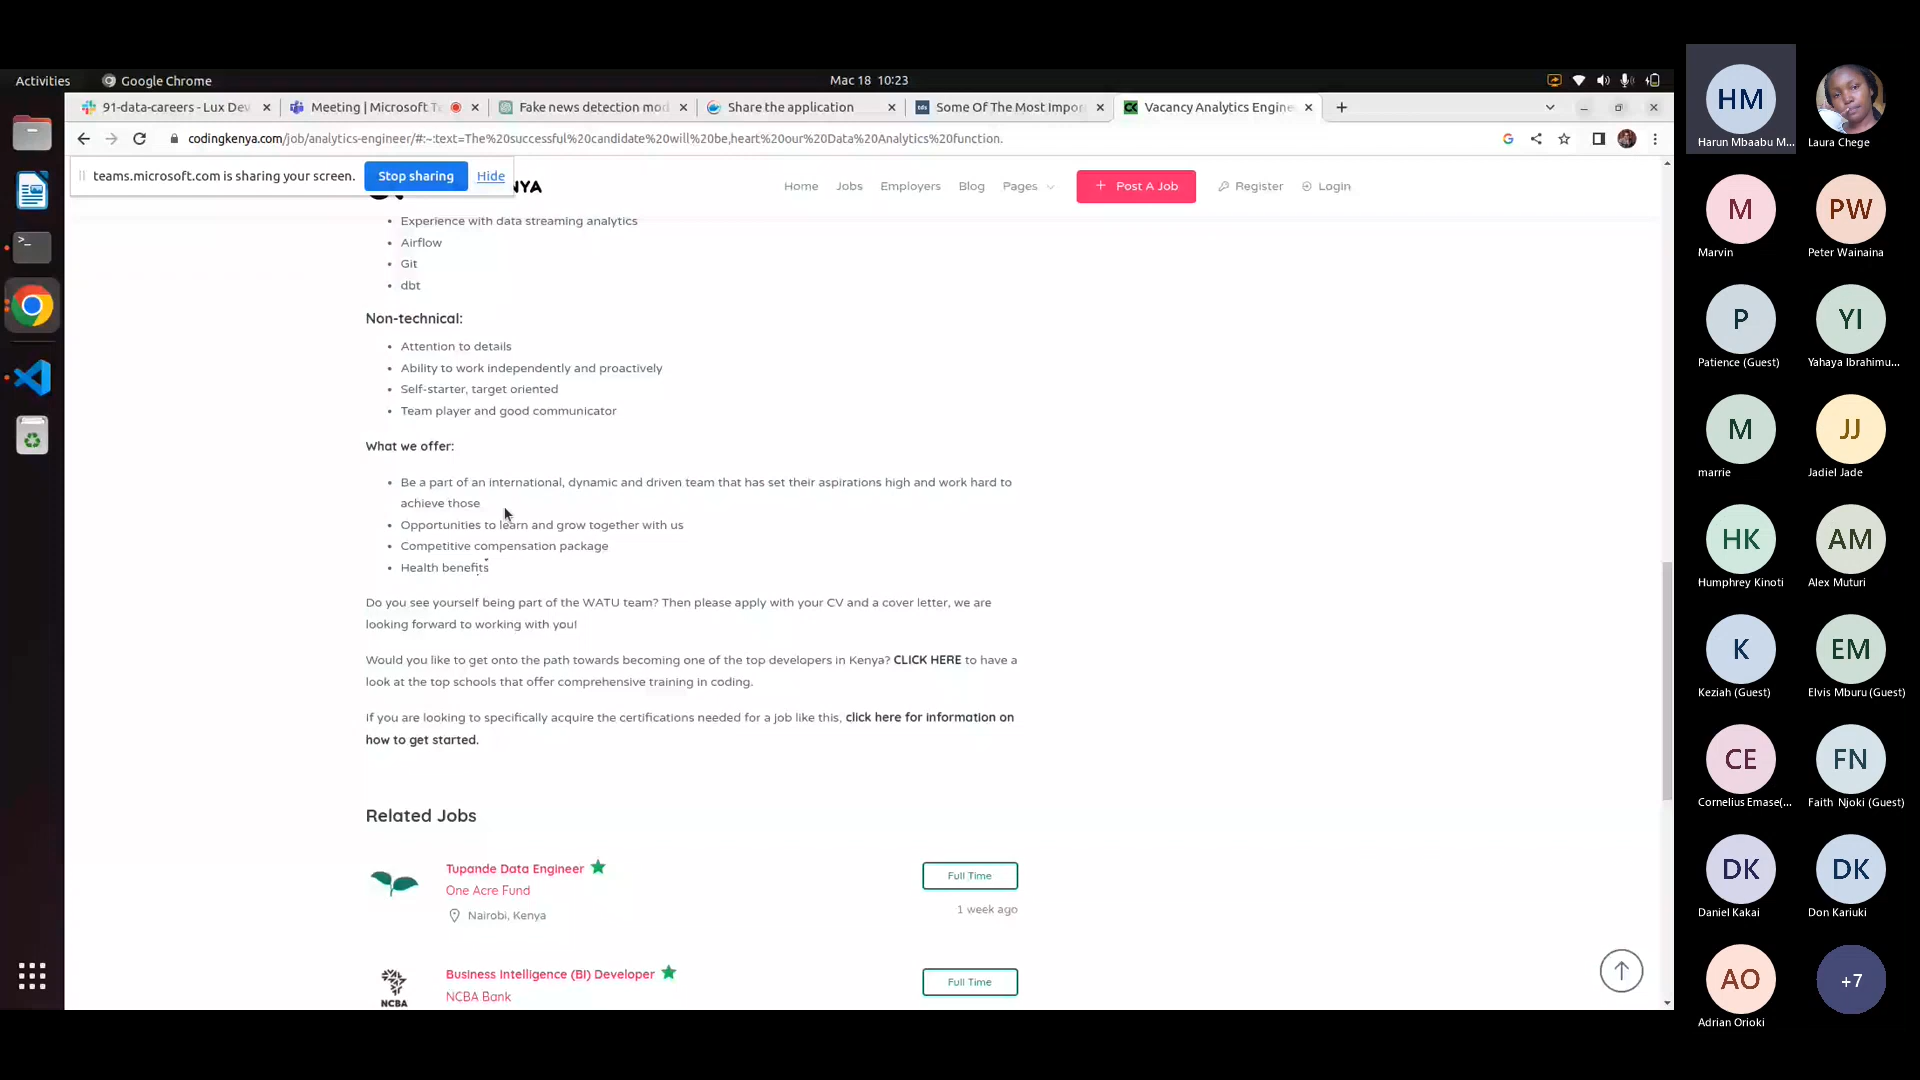 Activities
Google Chrome
Mac 18 10:23
91-data-careers - Lux Dev
Meeting | Microsoft Te
Fake news detection mod
Share the application
Some Of The Most Impor
Vacancy Analytics Engine
codingkenya.com/job/analytics-engineer/#:~:text=The%20successful%20candidate%20will%20be,heart%20our%20Data%20Analytics%20function.
teams.microsoft.com is sharing your screen.
Stop sharing
Hide
NYA
Home
Jobs
Employers
Blog
Pages
+ Post A Job
Register
Login
• Experience with data streaming analytics
• Airflow
• Git
• dbt
Non-technical:
• Attention to details
• Ability to work independently and proactively
• Self-starter, target oriented
• Team player and good communicator
What we offer:
• Be a part of an international, dynamic and driven team that has set their aspirations high and work hard to
achieve those
• Opportunities to learn and grow together with us
• Competitive compensation package
• Health benefits
Do you see yourself being part of the WATU team? Then please apply with your CV and a cover letter, we are
looking forward to working with you!
Would you like to get onto the path towards becoming one of the top developers in Kenya? CLICK HERE to have a
look at the top schools that offer comprehensive training in coding.
If you are looking to specifically acquire the certifications needed for a job like this, click here for information on
how to get started.
Related Jobs
Tupande Data Engineer
One Acre Fund
Nairobi, Kenya
Full Time
1 week ago
NCBA
Business Intelligence (BI) Developer
NCBA Bank
Full Time
HM
Harun Mbaabu M...
Laura Chege
M
Marvin
PW
Peter Wainaina
P
Patience (Guest)
YI
Yahaya Ibrahimu...
M
marrie
JJ
Jadiel Jade
HK
Humphrey Kinoti
AM
Alex Muturi
K
Keziah (Guest)
EM
Elvis Mburu (Guest)
CE
Cornelius Emase(...
FN
Faith Njoki (Guest)
DK
Daniel Kakai
DK
Don Kariuki
AO
Adrian Orioki
+7